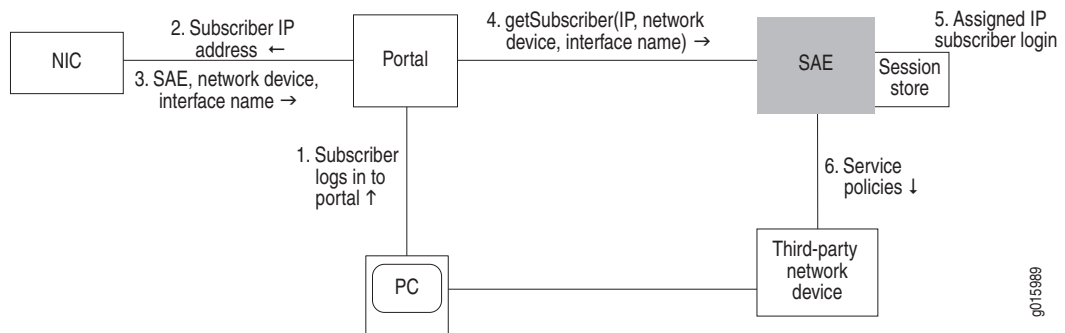 2. Subscriber IP
address ←
4. getSubscriber(IP, network
device, interface name) →
5. Assigned IP
subscriber login
NIC
Portal
SAE
Session
store
3. SAE, network device,
interface name →
1. Subscriber
logs in to
portal ↑
6. Service
policies ↓
PC
Third-party
network
device
g015989